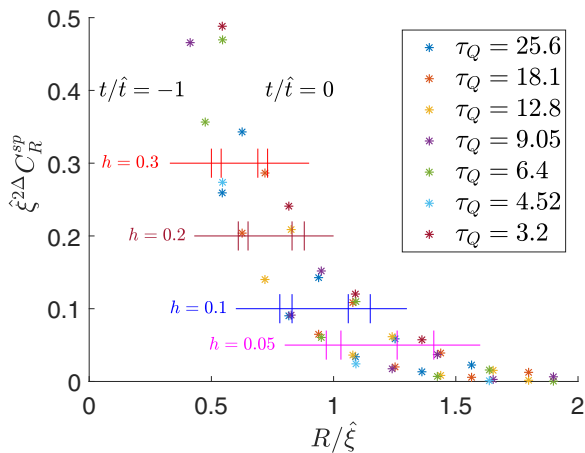 0.5
0.4
0.3
0.2
0.1
0
ξ̂^{2Δ} C_R^{sp}
t/t̂ = −1
t/t̂ = 0
h = 0.3
h = 0.2
h = 0.1
h = 0.05
τ_Q = 25.6
τ_Q = 18.1
τ_Q = 12.8
τ_Q = 9.05
τ_Q = 6.4
τ_Q = 4.52
τ_Q = 3.2
0 0.5 1 1.5 2
R/ξ̂